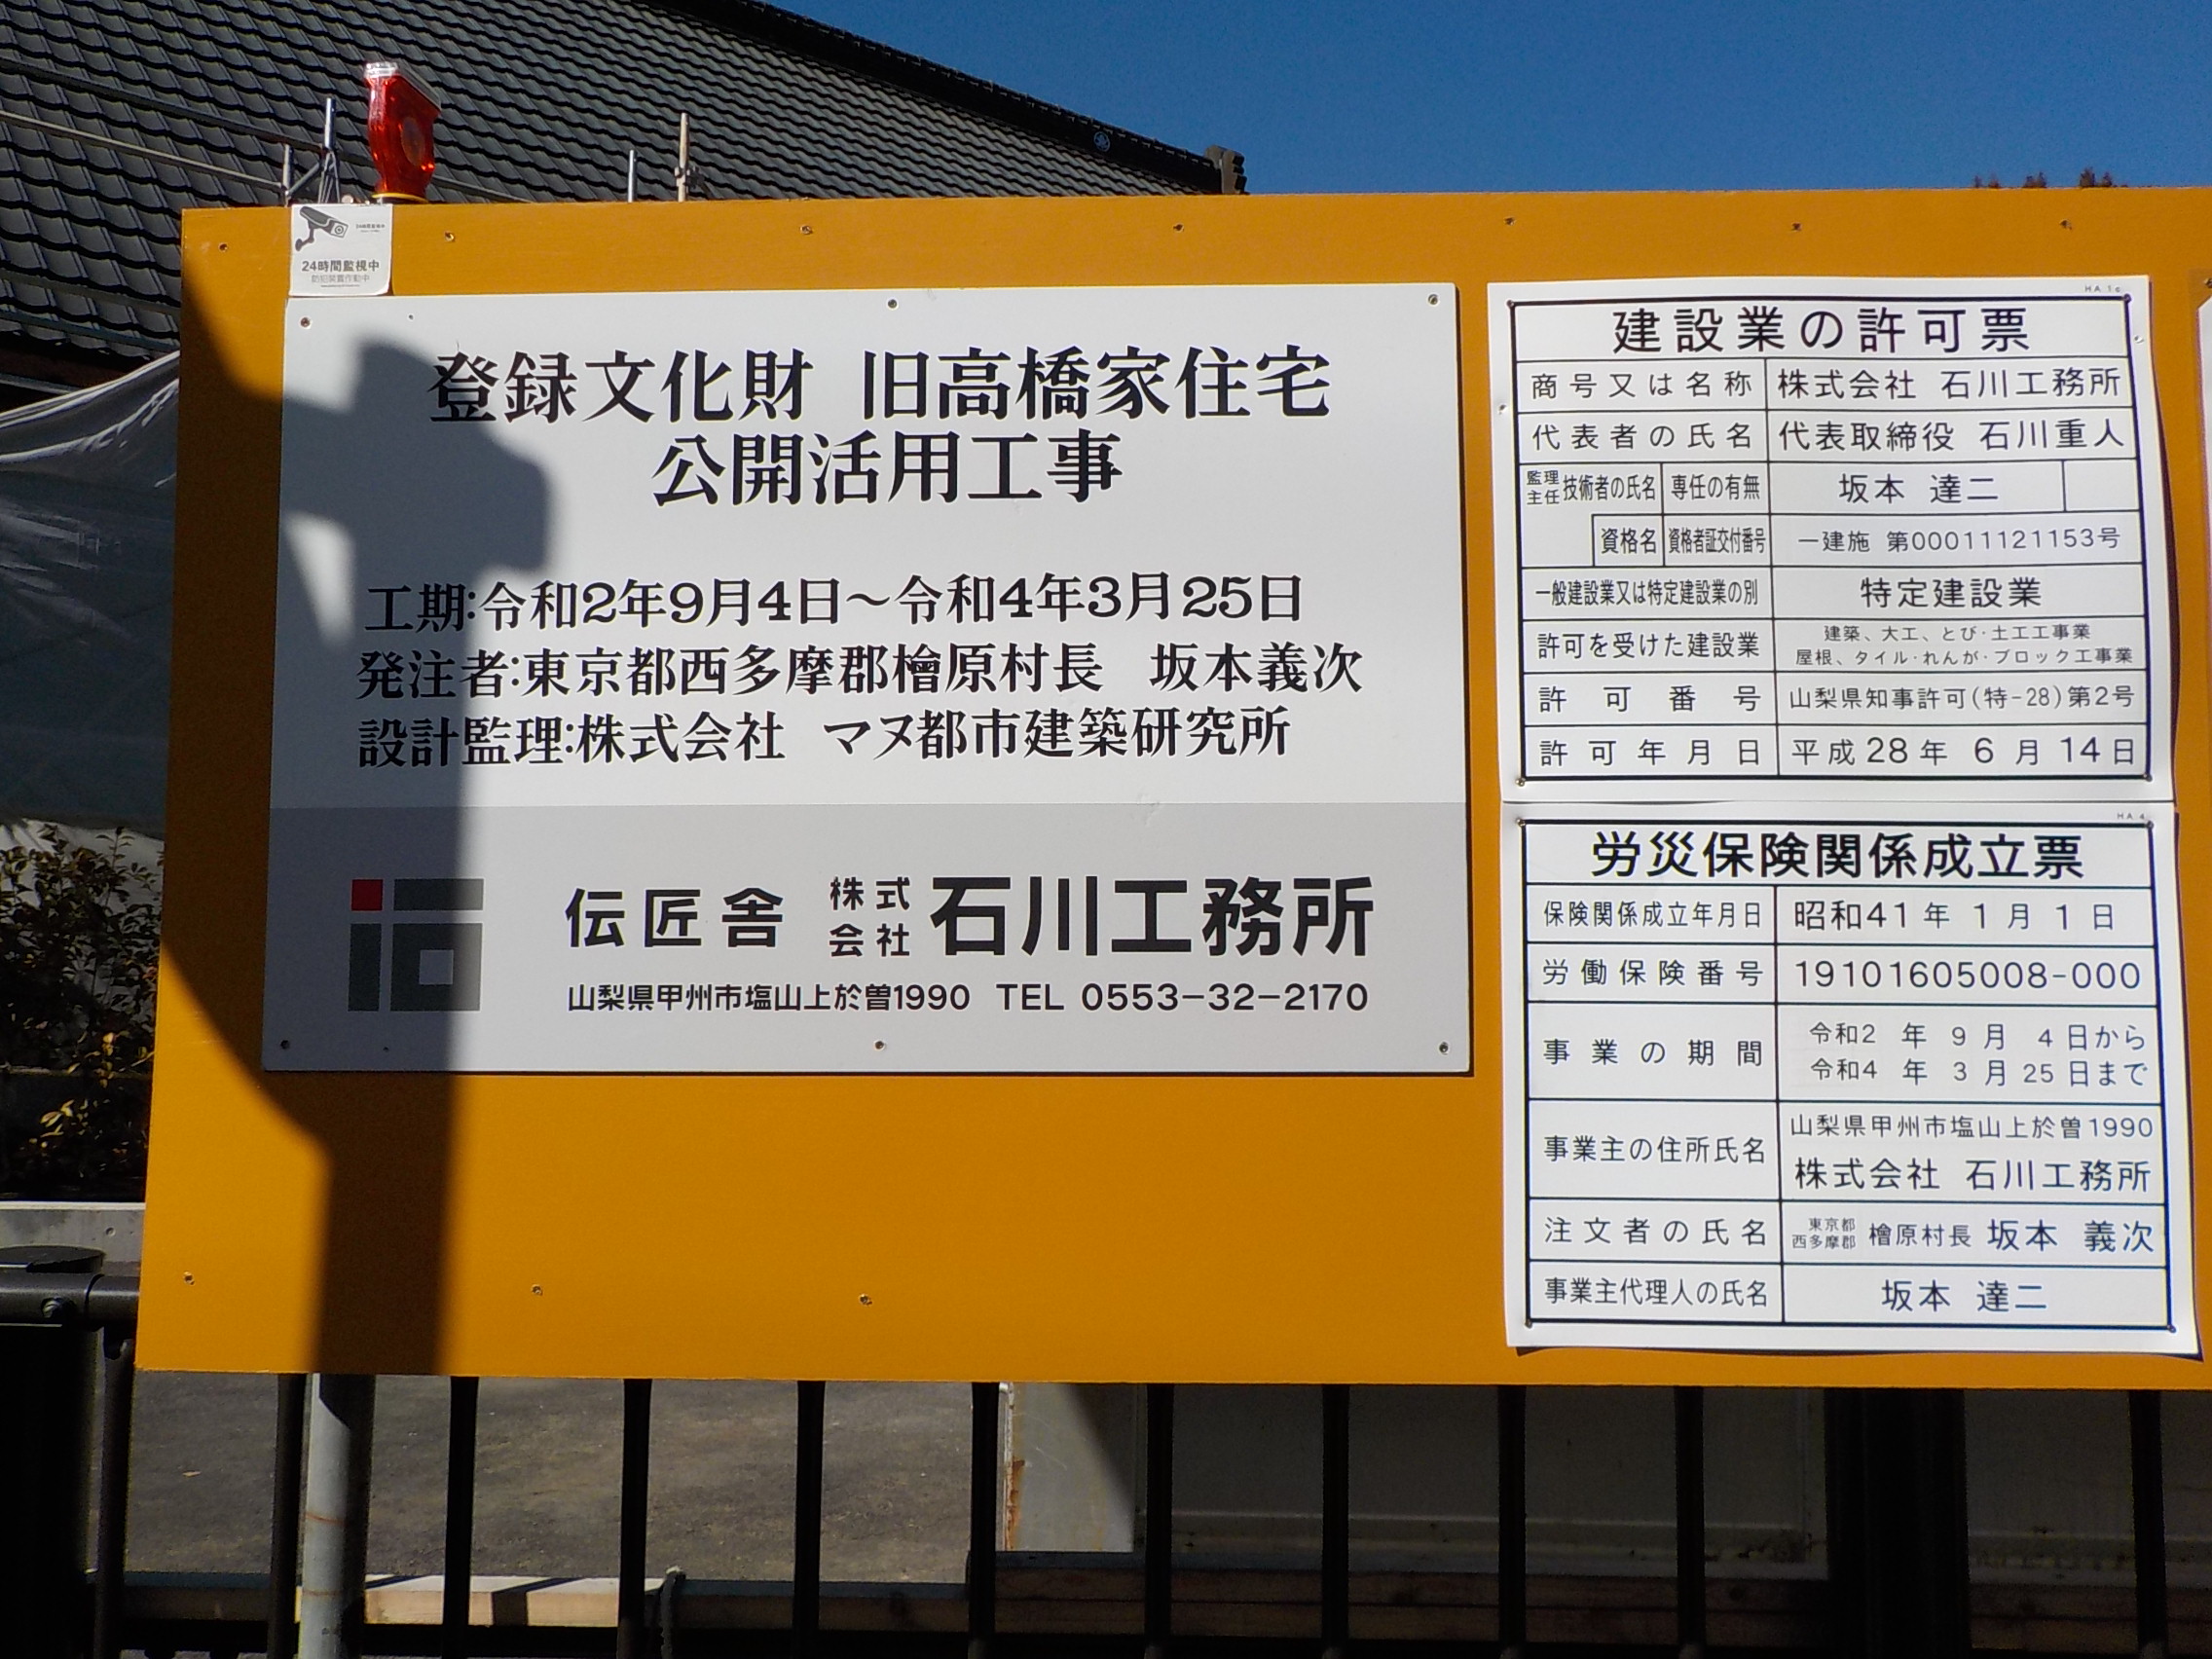 24時間監視中
防犯装置作動中
登録文化財 旧高橋家住宅
公開活用工事
工期:令和2年9月4日〜令和4年3月25日
発注者:東京都西多摩郡檜原村長 坂本義次
設計監理:株式会社 マヌ都市建築研究所
伝匠舎 株式会社 石川工務所
山梨県甲州市塩山上於曽1990 TEL 0553-32-2170
建設業の許可票
商号又は名称 株式会社 石川工務所
代表者の氏名 代表取締役 石川重人
監理主任技術者の氏名 専任の有無 坂本 達二
資格名 資格者証交付番号 一建施 第00011121153号
一般建設業又は特定建設業の別 特定建設業
許可を受けた建設業 建築、大工、とび・土工工事業
屋根、タイル・れんが・ブロック工事業
許可番号 山梨県知事許可(特-28)第2号
許可年月日 平成28年6月14日
労災保険関係成立票
保険関係成立年月日 昭和41年1月1日
労働保険番号 19101605008-000
事業の期間 令和2年9月4日から
令和4年3月25日まで
事業主の住所氏名 山梨県甲州市塩山上於曽1990
株式会社 石川工務所
注文者の氏名 東京都西多摩郡 檜原村長 坂本 義次
事業主代理人の氏名 坂本 達二